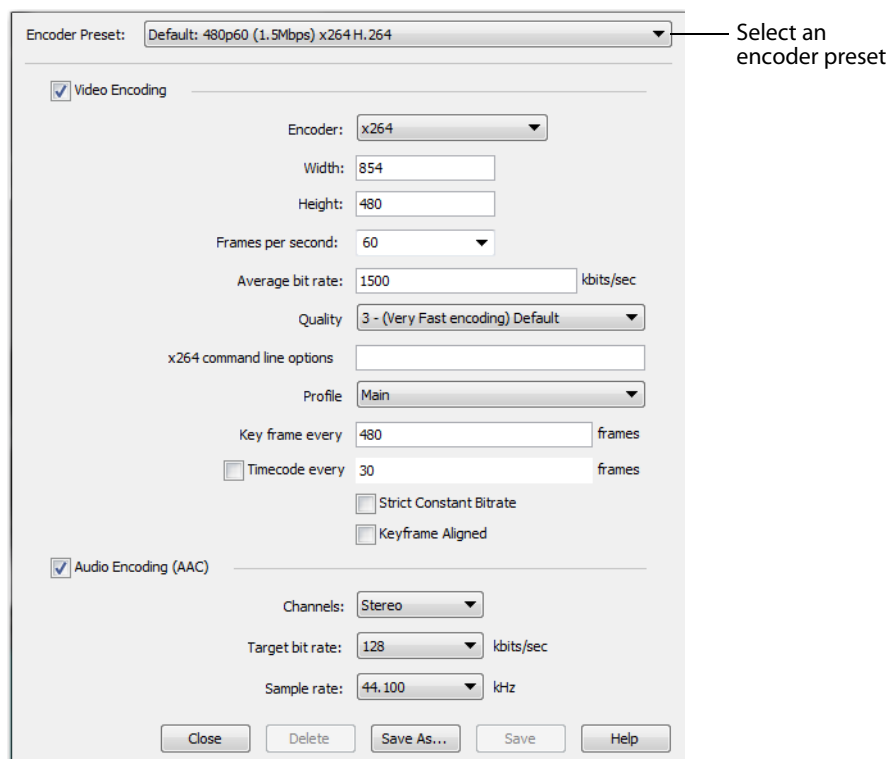 Encoder Preset: Default: 480p60 (1.5Mbps) x264 H.264
Select an
encoder preset
Video Encoding
Encoder: x264
Width: 854
Height: 480
Frames per second: 60
Average bit rate: 1500 kbits/sec
Quality 3 - (Very Fast encoding) Default
x264 command line options
Profile Main
Key frame every 480 frames
Timecode every 30 frames
Strict Constant Bitrate
Keyframe Aligned
Audio Encoding (AAC)
Channels: Stereo
Target bit rate: 128 kbits/sec
Sample rate: 44.100 kHz
Close Delete Save As... Save Help